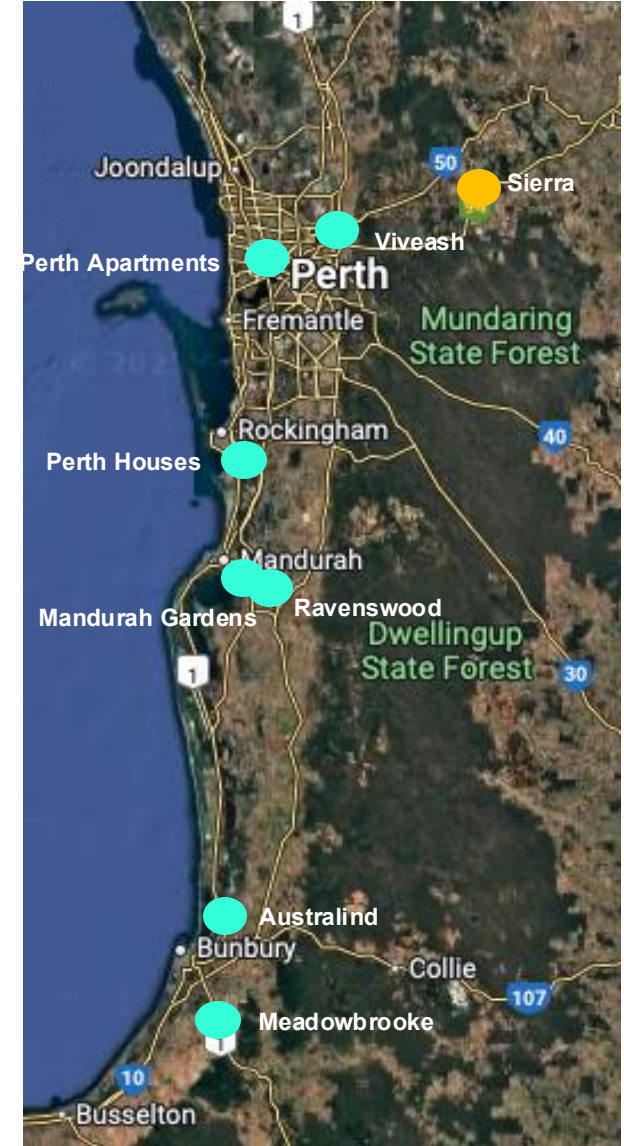 1
Joondalup
50
Sierra
Viveash
Perth Apartments
Perth
Fremantle
Mundaring
State Forest
Rockingham
40
Perth Houses
Mandurah
Mandurah Gardens
Ravenswood
Dwellingup
State Forest
1
30
Australind
Bunbury
Collie
107
Meadowbrooke
1
10
Busselton